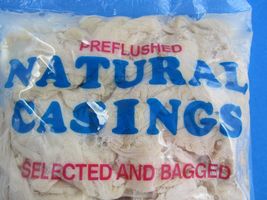 PREFLUSHED
NATURAL
CASINGS
SELECTED AND BAGGED